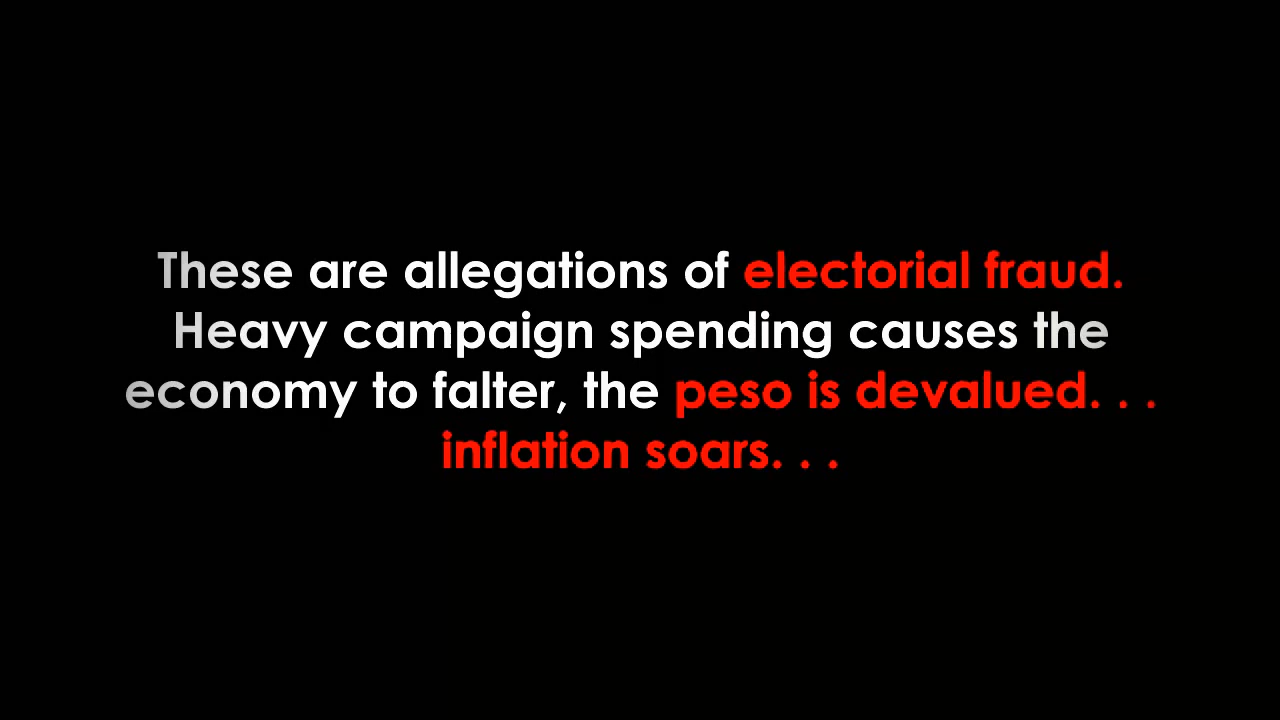 These are allegations of electorial fraud.
Heavy campaign spending causes the
economy to falter, the peso is devalued. . .
inflation soars. . .